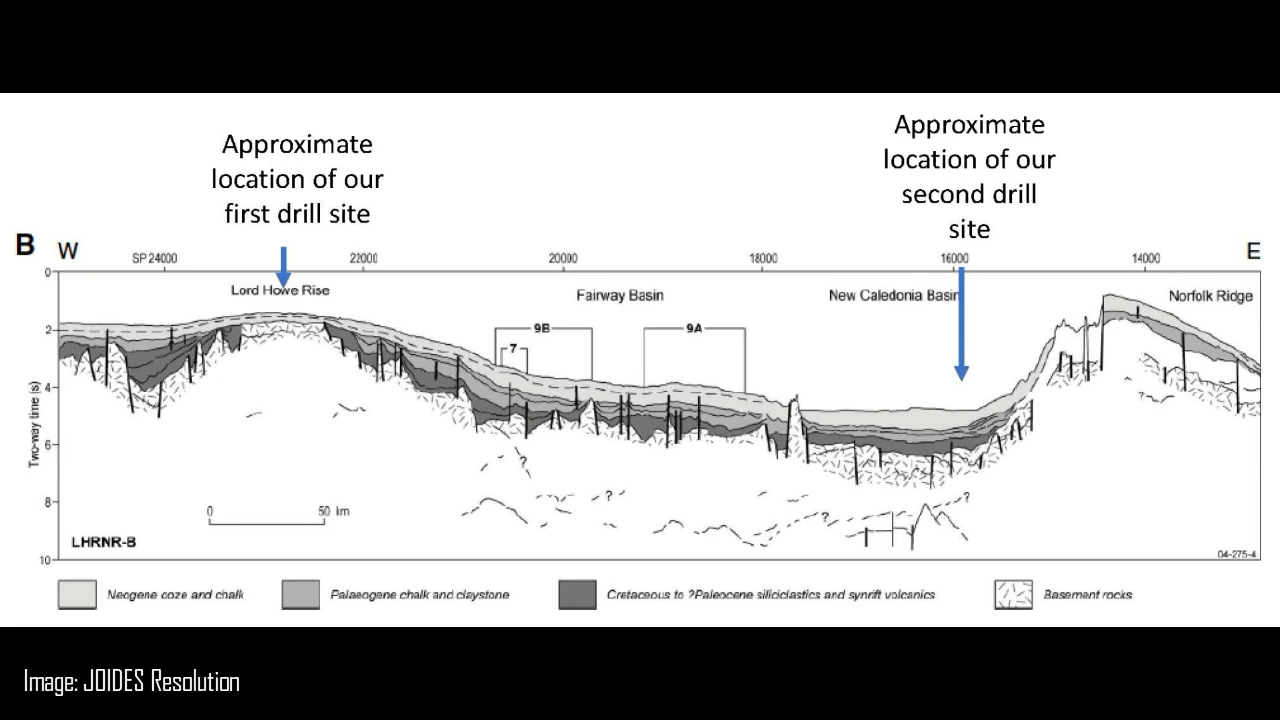 Approximate
location of our
first drill site
Approximate
location of our
second drill
site
B W E
SP 24000 22000 20000 18000 16000 14000
Lord Howe Rise Fairway Basin New Caledonia Basin Norfolk Ridge
0
2
4
6
8
10
Two-way time (s)
9B 9A
7
?
?
?
?
?
0 50 km
LHRNR-B
04-275-4
Neogene ooze and chalk Palaeogene chalk and claystone Cretaceous to ?Paleocene siliciclastics and synrift volcanics Basement rocks
Image: JOIDES Resolution